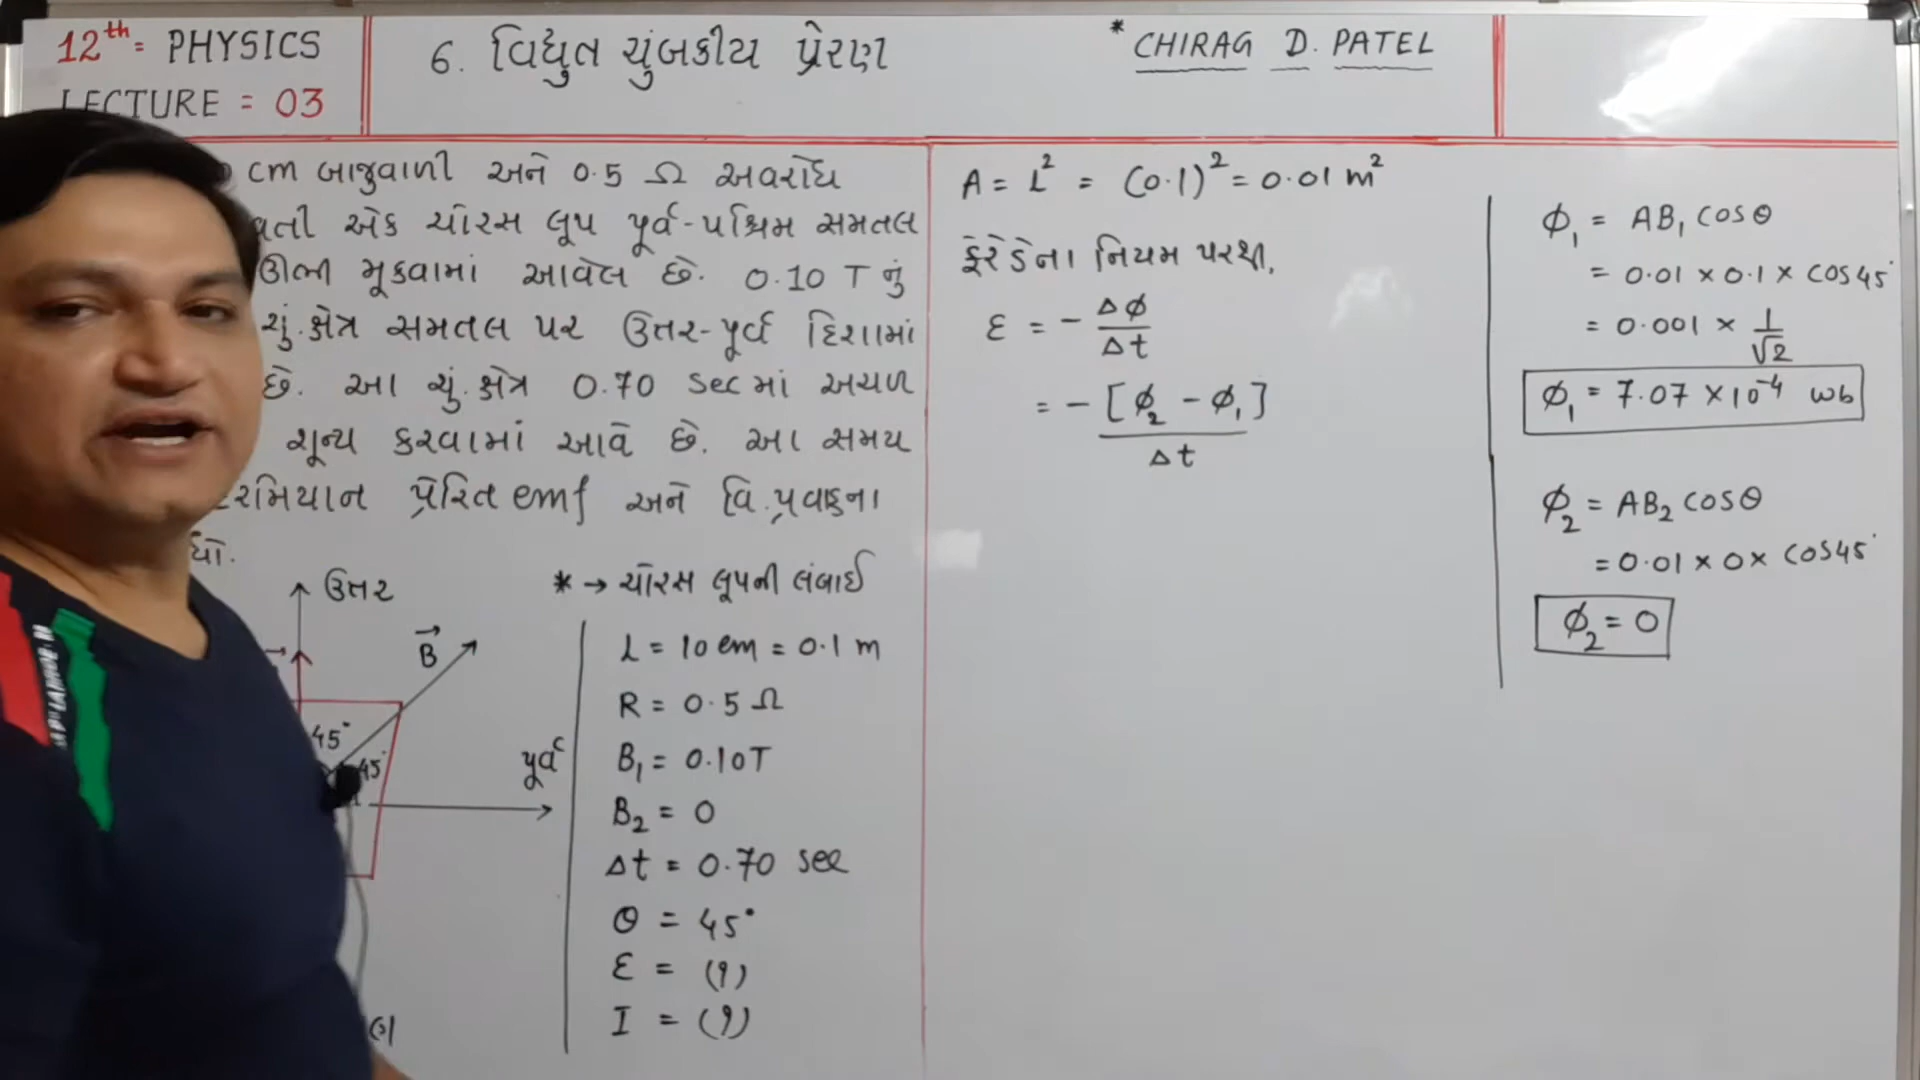 12th = PHYSICS
LECTURE = 03
6. વિદ્યુત ચુંબકીય પ્રેરણ
* CHIRAG D. PATEL
cm બાજુવાળી અને 0.5 Ω અવરોધ
એક ચોરસ લૂપ પૂર્વ-પશ્ચિમ સમતલ
ઊભી મૂકવામાં આવેલ છે. 0.10 T નું
ચું.ક્ષેત્ર સમતલ પર ઉત્તર-પૂર્વ દિશામાં
છે. આ ચું.ક્ષેત્ર 0.70 sec માં અચળ
શૂન્ય કરવામાં આવે છે. આ સમય
દરમિયાન પ્રેરિત emf અને વિ.પ્રવાહના
ઉત્તર
B⃗
45°
45°
પૂર્વ
* → ચોરસ લૂપની લંબાઈ
L = 10 cm = 0.1 m
R = 0.5 Ω
B₁ = 0.10T
B₂ = 0
Δt = 0.70 sec
θ = 45°
ε = (?)
I = (?)
A = L² = (0.1)² = 0.01 m²
ફેરેડેના નિયમ પરથી,
ε = - Δϕ / Δt
= - [ϕ₂ - ϕ₁] / Δt
ϕ₁ = AB₁ cosθ
= 0.01 × 0.1 × cos45°
= 0.001 × 1/√2
ϕ₁ = 7.07 × 10⁻⁴ wb
ϕ₂ = AB₂ cosθ
= 0.01 × 0 × cos45°
ϕ₂ = 0